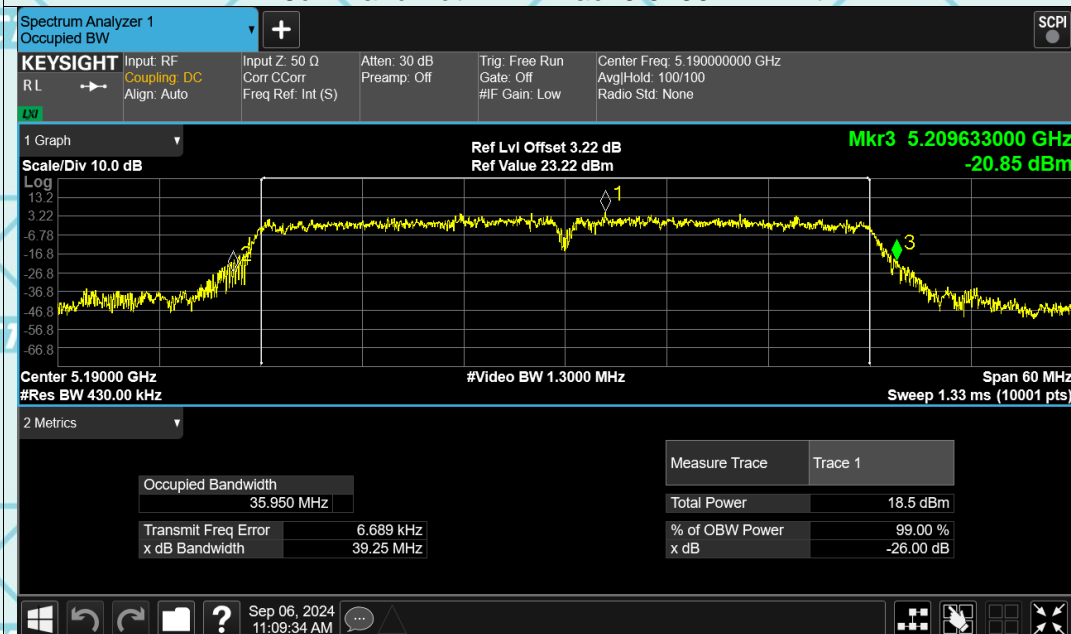 Spectrum Analyzer 1
Occupied BW
+
SCPI
KEYSIGHT
R L
LXI
Input: RF
Coupling: DC
Align: Auto
Input Z: 50 Ω
Corr CCorr
Freq Ref: Int (S)
Atten: 30 dB
Preamp: Off
Trig: Free Run
Gate: Off
#IF Gain: Low
Center Freq: 5.190000000 GHz
Avg|Hold: 100/100
Radio Std: None
1 Graph
Scale/Div 10.0 dB
Ref Lvl Offset 3.22 dB
Ref Value 23.22 dBm
Mkr3 5.209633000 GHz
-20.85 dBm
Log
13.2
3.22
-6.78
-16.8
-26.8
-36.8
-46.8
-56.8
-66.8
1
2
3
Center 5.19000 GHz
#Video BW 1.3000 MHz
Span 60 MHz
#Res BW 430.00 kHz
Sweep 1.33 ms (10001 pts)
2 Metrics
Occupied Bandwidth
35.950 MHz
Transmit Freq Error 6.689 kHz
x dB Bandwidth 39.25 MHz
Measure Trace Trace 1
Total Power 18.5 dBm
% of OBW Power 99.00 %
x dB -26.00 dB
?
Sep 06, 2024
11:09:34 AM